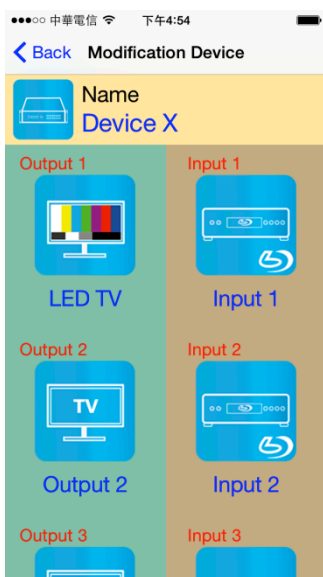 中華電信 下午4:54
Back Modification Device
Name
Device X
Output 1 Input 1
LED TV Input 1
Output 2 Input 2
TV
Output 2 Input 2
Output 3 Input 3